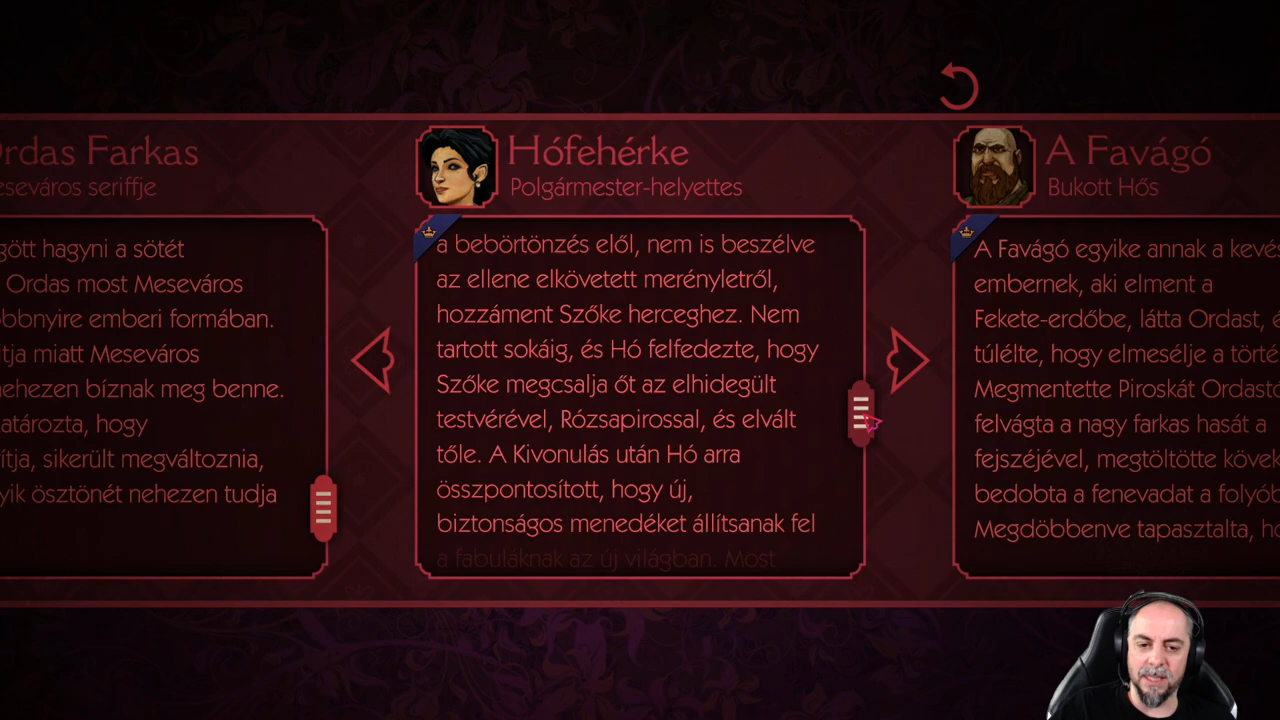 Ordas Farkas
eseváros seriffje
gött hagyni a sötét
Ordas most Meseváros
obbnyire emberi formában.
ltja miatt Meseváros
nehezen bíznak meg benne.
atározta, hogy
ítja, sikerült megváltoznia,
yik ösztönét nehezen tudja
Hófehérke
Polgármester-helyettes
a bebörtönzés elől, nem is beszélve
az ellene elkövetett merényletről,
hozzáment Szőke herceghez. Nem
tartott sokáig, és Hó felfedezte, hogy
Szőke megcsalja őt az elhidegült
testvérével, Rózsapirossal, és elvált
tőle. A Kivonulás után Hó arra
összpontosított, hogy új,
biztonságos menedéket állítsanak fel
a fabuláknak az új világban. Most
A Favágó
Bukott Hős
A Favágó egyike annak a kevés
embernek, aki elment a
Fekete-erdőbe, látta Ordast, é
túlélte, hogy elmesélje a törté
Megmentette Piroskát Ordastó
felvágta a nagy farkas hasát a
fejszéjével, megtöltötte kövek
bedobta a fenevadat a folyób
Megdöbbenve tapasztalta, ho